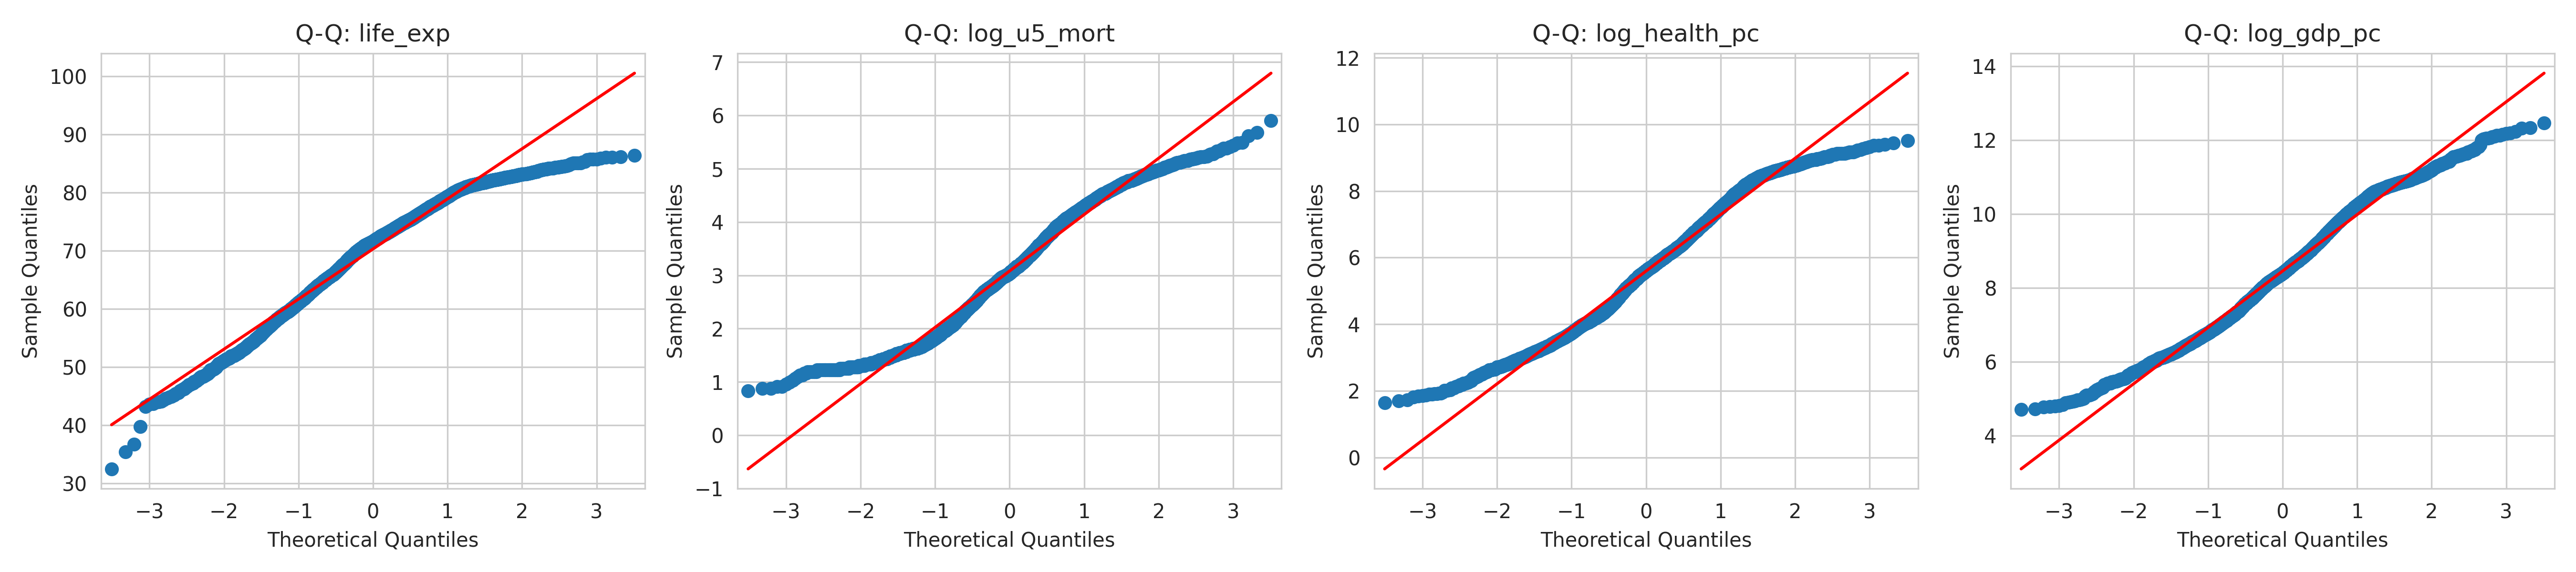 Q-Q: life_exp
100
90
80
70
60
50
40
30
Sample Quantiles
−3 −2 −1 0 1 2 3
Theoretical Quantiles
Q-Q: log_u5_mort
7
6
5
4
3
2
1
0
−1
Sample Quantiles
−3 −2 −1 0 1 2 3
Theoretical Quantiles
Q-Q: log_health_pc
12
10
8
6
4
2
0
Sample Quantiles
−3 −2 −1 0 1 2 3
Theoretical Quantiles
Q-Q: log_gdp_pc
14
12
10
8
6
4
Sample Quantiles
−3 −2 −1 0 1 2 3
Theoretical Quantiles